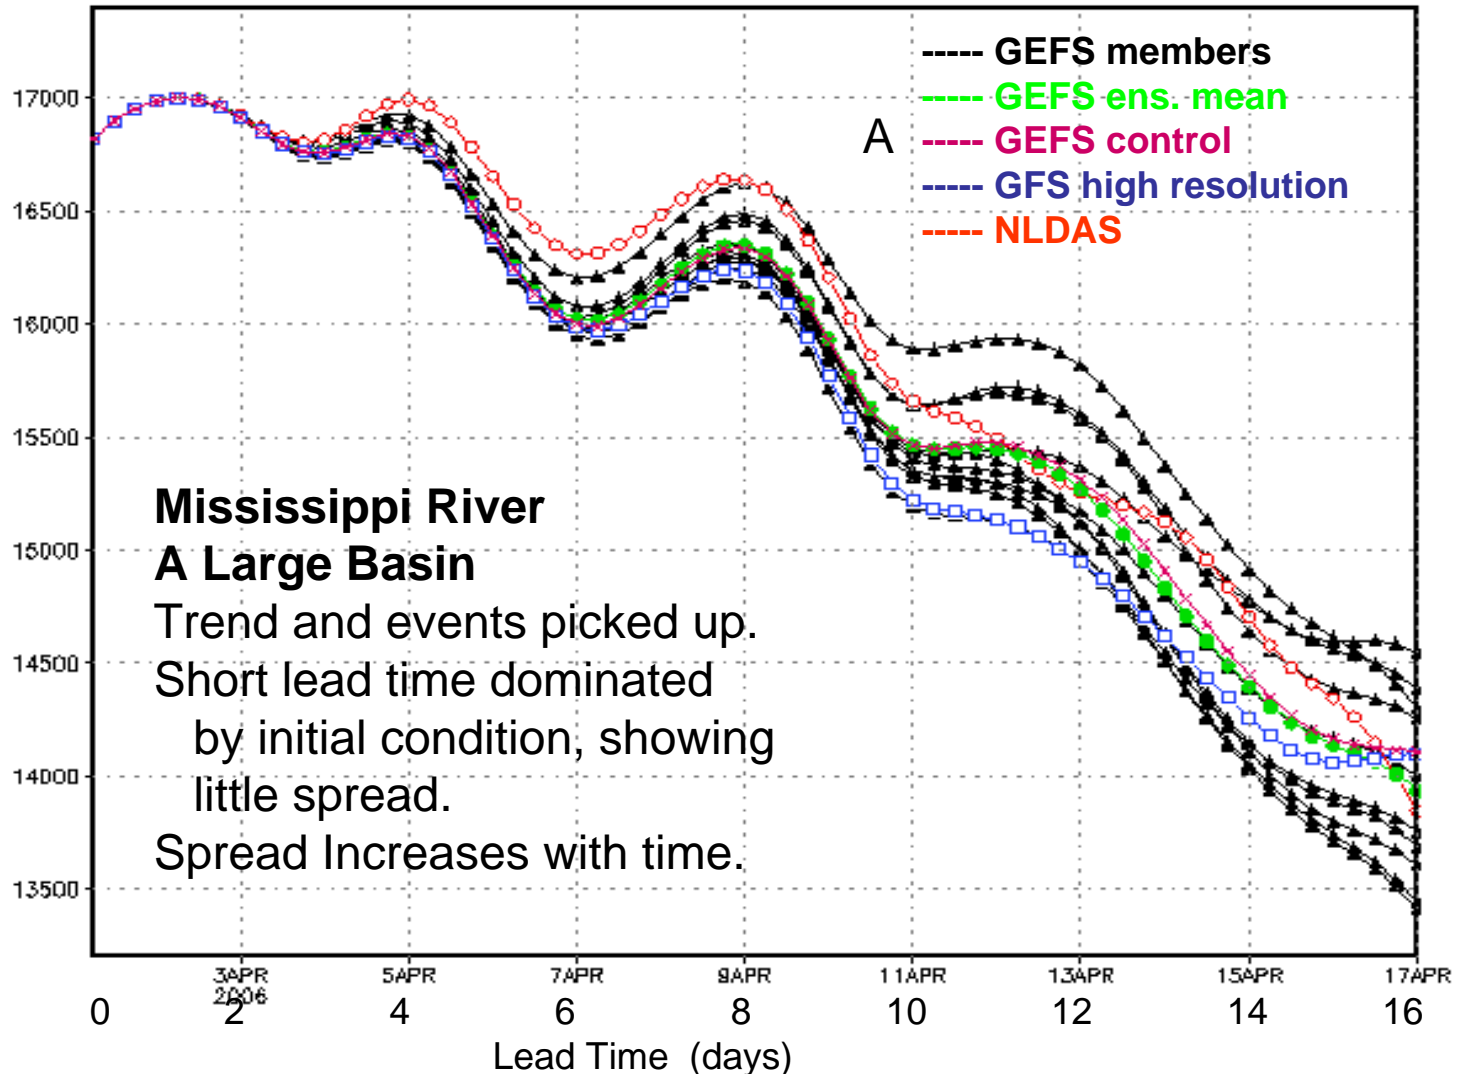 ----- GEFS members
----- GEFS ens. mean
A ----- GEFS control
----- GFS high resolution
----- NLDAS
17000
16500
16000
15500
15000
14500
14000
13500
Mississippi River
A Large Basin
Trend and events picked up.
Short lead time dominated
by initial condition, showing
little spread.
Spread Increases with time.
3APR 5APR 7APR 9APR 11APR 13APR 15APR 17APR
2006
0 2 4 6 8 10 12 14 16
Lead Time (days)